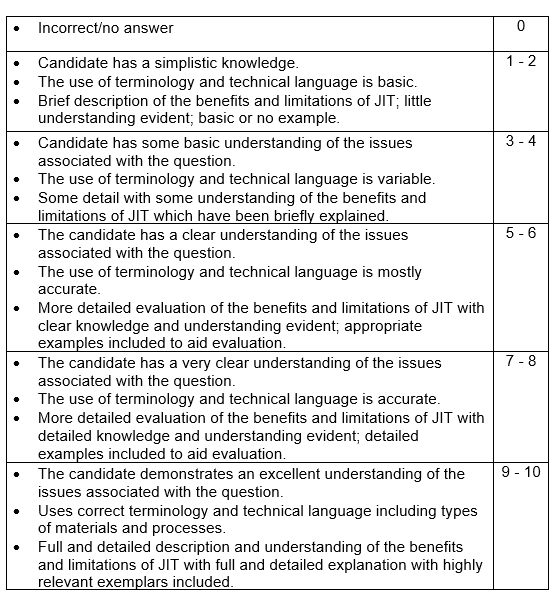 • Incorrect/no answer 0
• Candidate has a simplistic knowledge. 1 - 2
• The use of terminology and technical language is basic.
• Brief description of the benefits and limitations of JIT; little
understanding evident; basic or no example.
• Candidate has some basic understanding of the issues 3 - 4
associated with the question.
• The use of terminology and technical language is variable.
• Some detail with some understanding of the benefits and
limitations of JIT which have been briefly explained.
• The candidate has a clear understanding of the issues 5 - 6
associated with the question.
• The use of terminology and technical language is mostly
accurate.
• More detailed evaluation of the benefits and limitations of JIT with
clear knowledge and understanding evident; appropriate
examples included to aid evaluation.
• The candidate has a very clear understanding of the issues 7 - 8
associated with the question.
• The use of terminology and technical language is accurate.
• More detailed evaluation of the benefits and limitations of JIT with
detailed knowledge and understanding evident; detailed
examples included to aid evaluation.
• The candidate demonstrates an excellent understanding of the 9 - 10
issues associated with the question.
• Uses correct terminology and technical language including types
of materials and processes.
• Full and detailed description and understanding of the benefits
and limitations of JIT with full and detailed explanation with highly
relevant exemplars included.